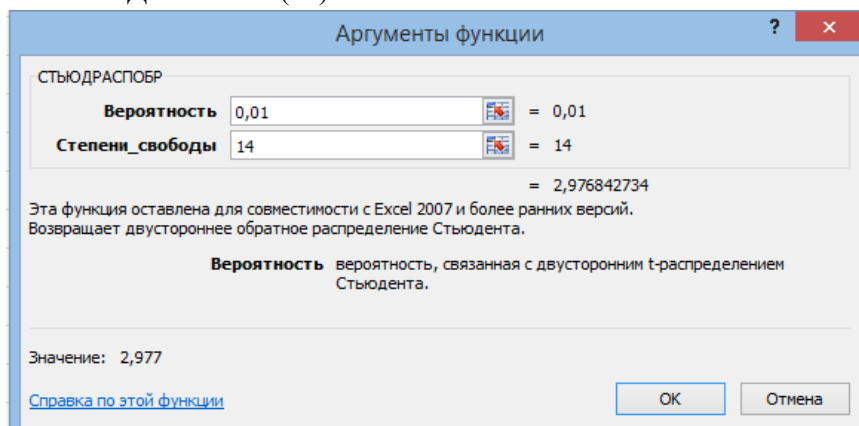 Аргументы функции
?
×
СТЬЮДРАСПОБР
Вероятность 0,01 = 0,01
Степени_свободы 14 = 14
= 2,976842734
Эта функция оставлена для совместимости с Excel 2007 и более ранних версий.
Возвращает двустороннее обратное распределение Стьюдента.
Вероятность вероятность, связанная с двусторонним t-распределением
Стьюдента.
Значение: 2,977
Справка по этой функции
ОК
Отмена